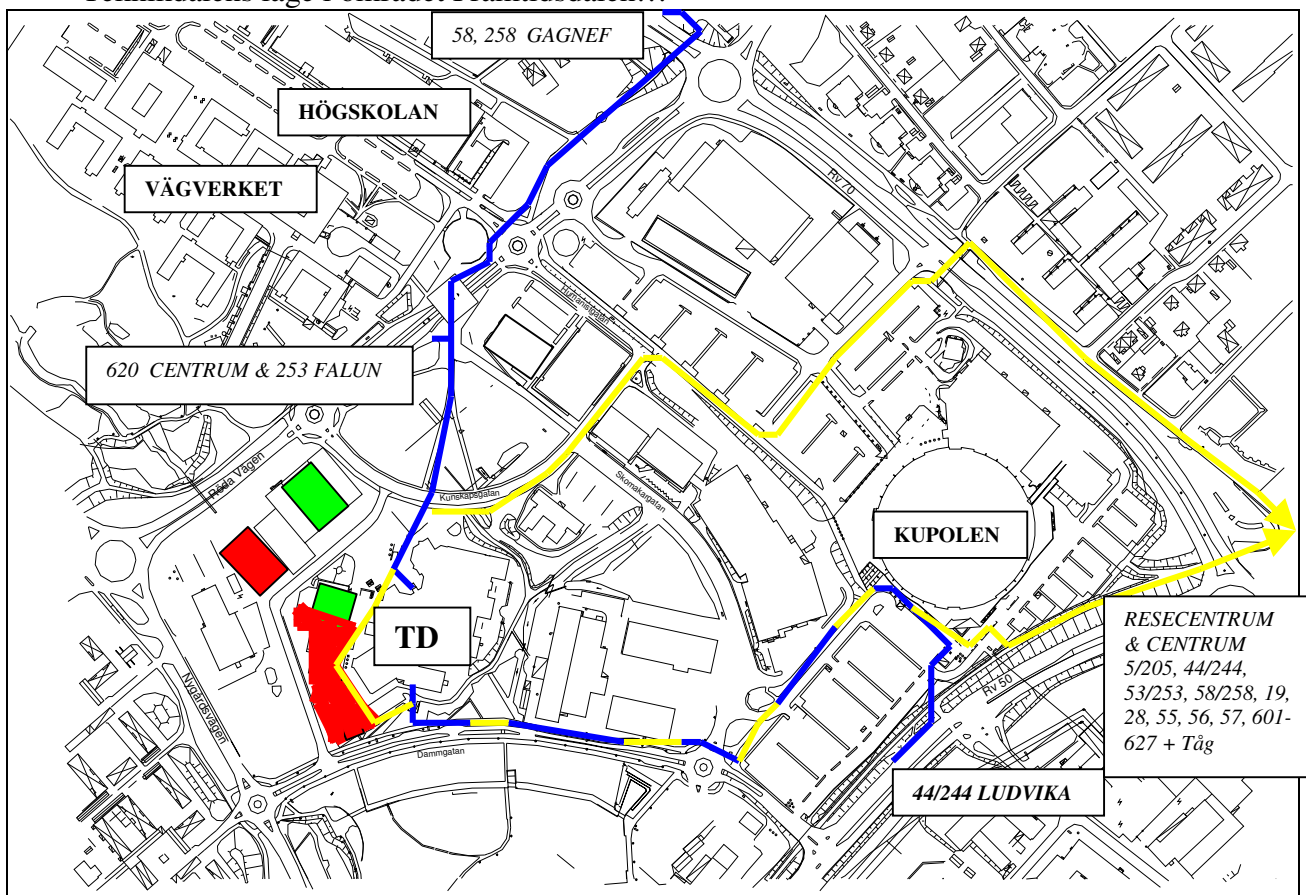 58, 258 GAGNEF
HÖGSKOLAN
VÄGVERKET
Rv 70
Humanistgatan
620 CENTRUM & 253 FALUN
Röda Vägen
Kunskapsgatan
Skomakargatan
KUPOLEN
TD
RESECENTRUM
& CENTRUM
5/205, 44/244,
53/253, 58/258, 19,
28, 55, 56, 57, 601-
627 + Tåg
Nygårdsvägen
Rv 50
Dammgatan
44/244 LUDVIKA